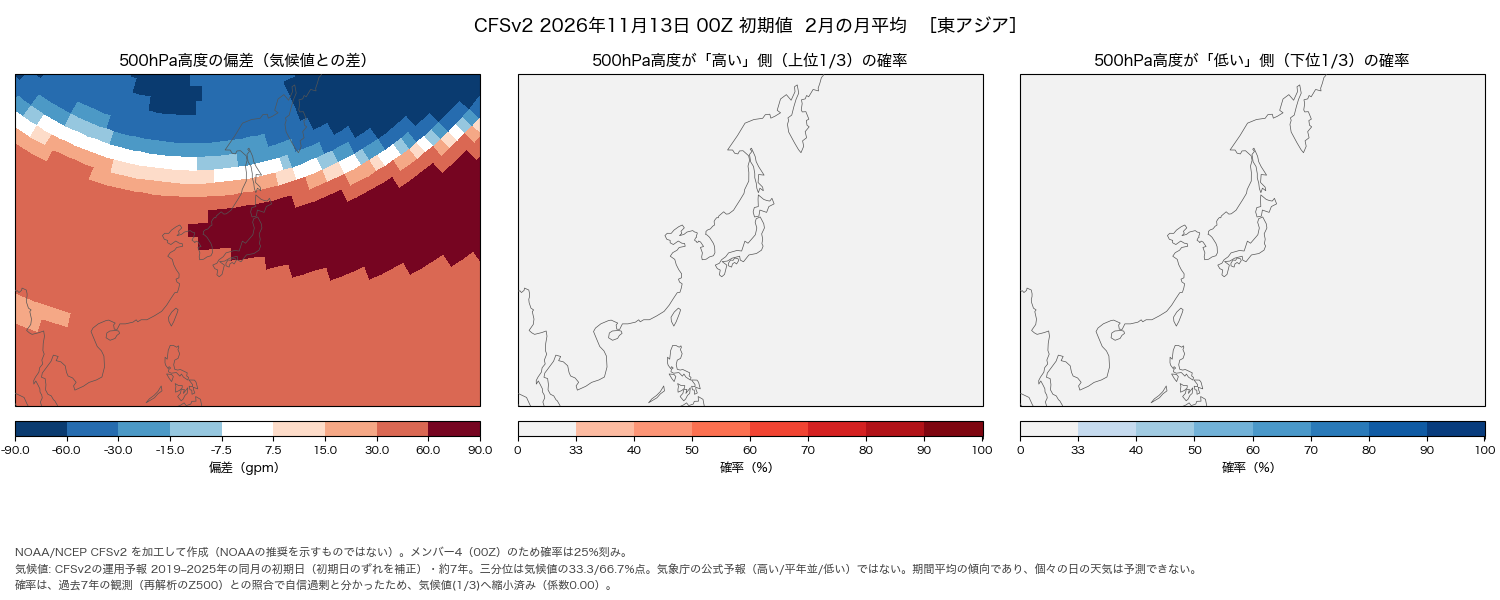 CFSv2 2026年11月13日 00Z 初期値 2月の月平均 ［東アジア］
500hPa高度の偏差（気候値との差）
500hPa高度が「高い」側（上位1/3）の確率
500hPa高度が「低い」側（下位1/3）の確率
-90.0 -60.0 -30.0 -15.0 -7.5 7.5 15.0 30.0 60.0 90.0
偏差（gpm）
0 33 40 50 60 70 80 90 100
確率（%）
0 33 40 50 60 70 80 90 100
確率（%）
NOAA/NCEP CFSv2 を加工して作成（NOAAの推奨を示すものではない）。メンバー4（00Z）のため確率は25%刻み。
気候値: CFSv2の運用予報 2019–2025年の同月の初期日（初期日のずれを補正）・約7年。三分位は気候値の33.3/66.7%点。気象庁の公式予報（高い/平年並/低い）ではない。期間平均の傾向であり、個々の日の天気は予測できない。
確率は、過去7年の観測（再解析のZ500）との照合で自信過剰と分かったため、気候値(1/3)へ縮小済み（係数0.00）。